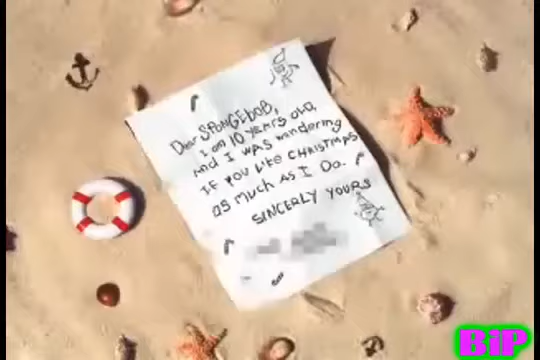 Dear SPONGEBOB,
I am 10 YEARS OLD
and I WAS wandering
IF YOU LIKE CHRISTMAS
as much AS I DO.
SINCERLY YOURS
BiP